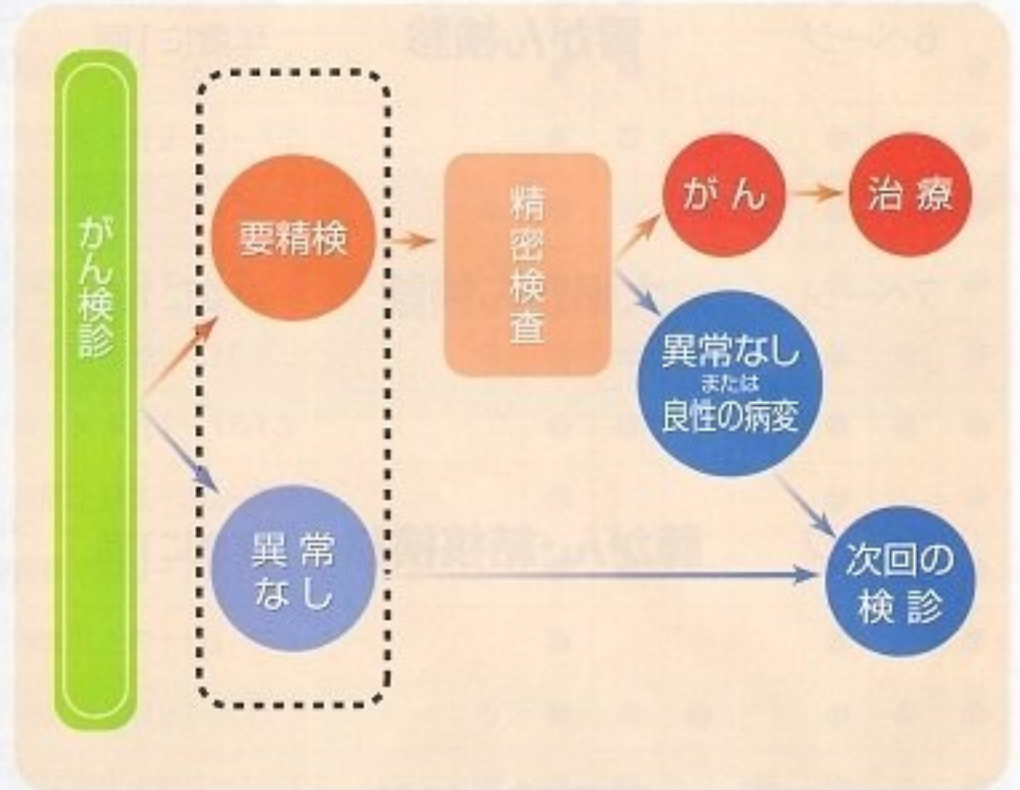 がん検診
要精検
異常
なし
精密検査
がん
治療
異常なし
または
良性の病変
次回の
検診